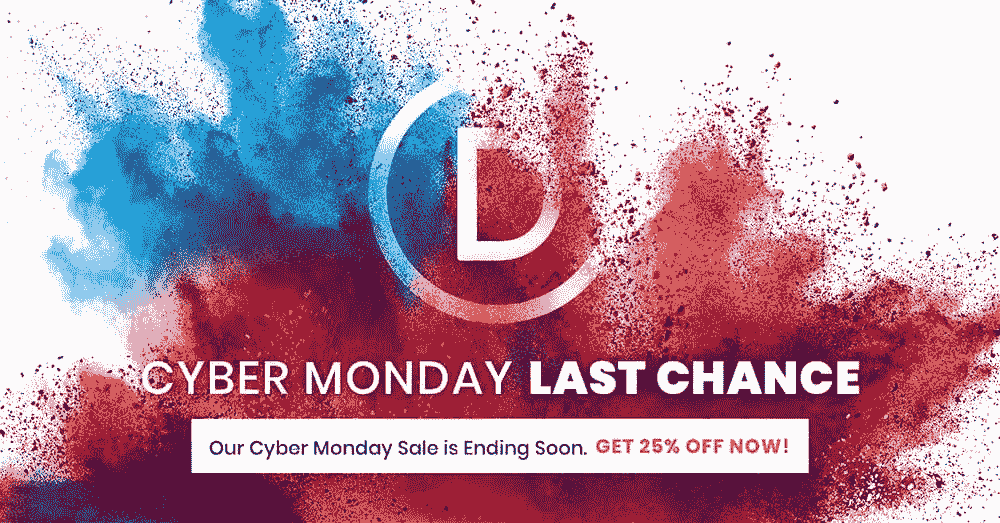 D
CYBER MONDAY LAST CHANCE
Our Cyber Monday Sale is Ending Soon. GET 25% OFF NOW!